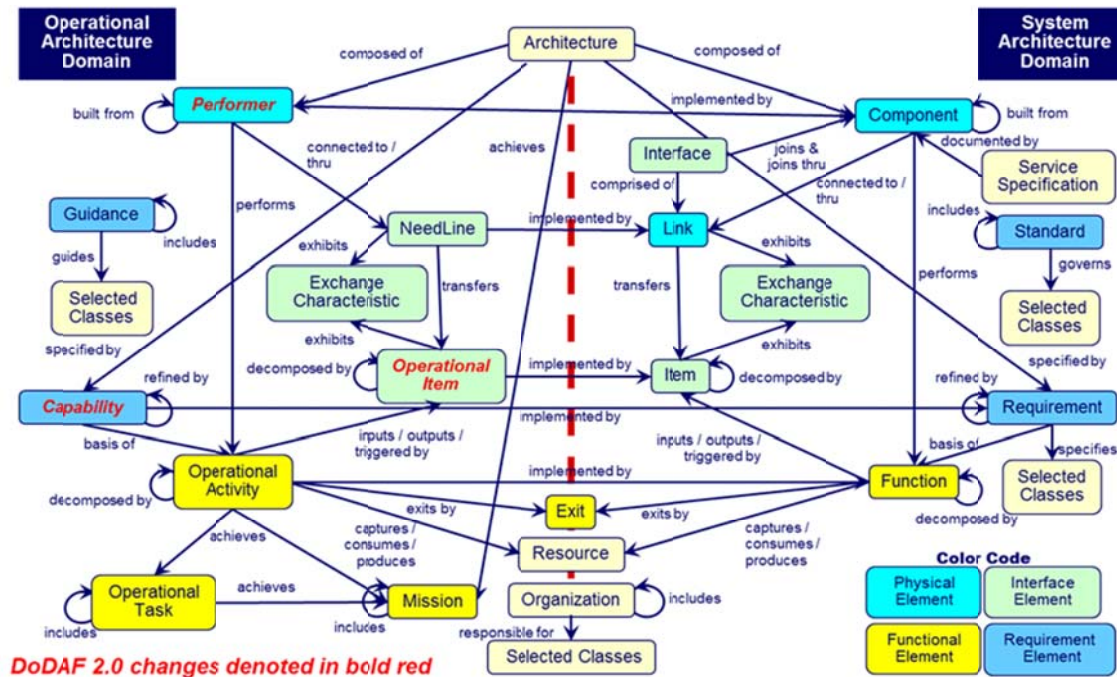 Operational
Architecture
Domain
System
Architecture
Domain
Architecture
composed of
composed of
Performer
built from
implemented by
Component
built from
achieves
documented by
connected to /
thru
Interface
joins &
joins thru
Service
Specification
comprised of
connected to /
thru
Guidance
includes
performs
NeedLine
implemented by
Link
includes
Standard
guides
exhibits
exhibits
governs
Selected
Classes
Exchange
Characteristic
transfers
transfers
Exchange
Characteristic
performs
Selected
Classes
specified by
exhibits
exhibits
specified by
refined by
decomposed by
Operational
Item
implemented by
Item
decomposed by
refined by
Capability
implemented by
Requirement
basis of
inputs / outputs /
triggered by
inputs / outputs /
triggered by
basis of
specifies
Operational
Activity
implemented by
Function
Selected
Classes
decomposed by
exits by
Exit
exits by
decomposed by
achieves
captures /
consumes /
produces
Resource
captures /
consumes /
produces
Operational
Task
achieves
Mission
Organization
includes
includes
includes
responsible for
Selected Classes
Color Code
Physical
Element
Interface
Element
Functional
Element
Requirement
Element
DoDAF 2.0 changes denoted in bold red